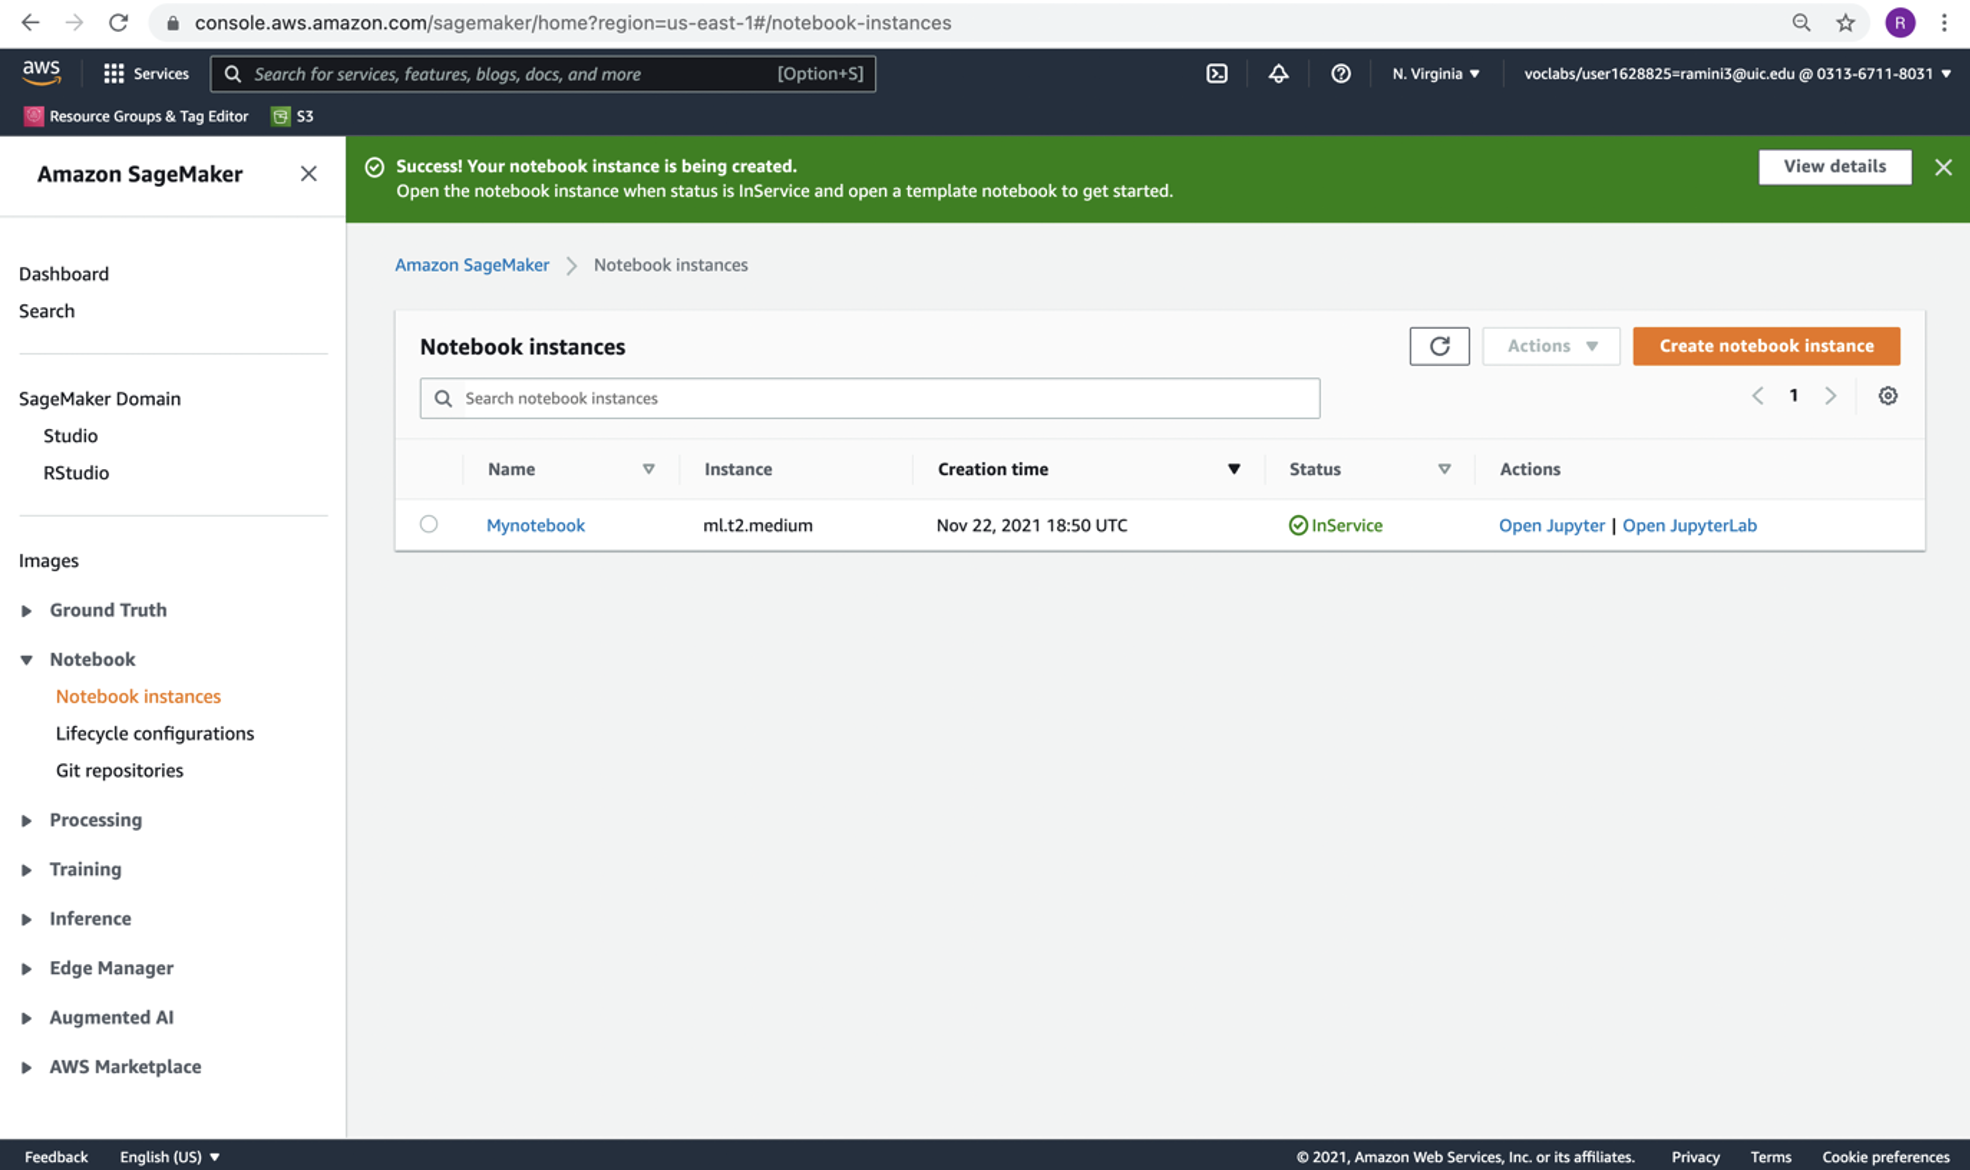 console.aws.amazon.com/sagemaker/home?region=us-east-1#/notebook-instances
R
aws
Services
Search for services, features, blogs, docs, and more
[Option+S]
N. Virginia
voclabs/user1628825=ramini3@uic.edu @ 0313-6711-8031
Resource Groups & Tag Editor
S3
Amazon SageMaker
Success! Your notebook instance is being created.
Open the notebook instance when status is InService and open a template notebook to get started.
View details
Dashboard
Search
SageMaker Domain
Studio
RStudio
Images
Ground Truth
Notebook
Notebook instances
Lifecycle configurations
Git repositories
Processing
Training
Inference
Edge Manager
Augmented AI
AWS Marketplace
Amazon SageMaker
Notebook instances
Notebook instances
Actions
Create notebook instance
Search notebook instances
1
Name
Instance
Creation time
Status
Actions
Mynotebook
ml.t2.medium
Nov 22, 2021 18:50 UTC
InService
Open Jupyter | Open JupyterLab
Feedback
English (US)
© 2021, Amazon Web Services, Inc. or its affiliates.
Privacy
Terms
Cookie preferences